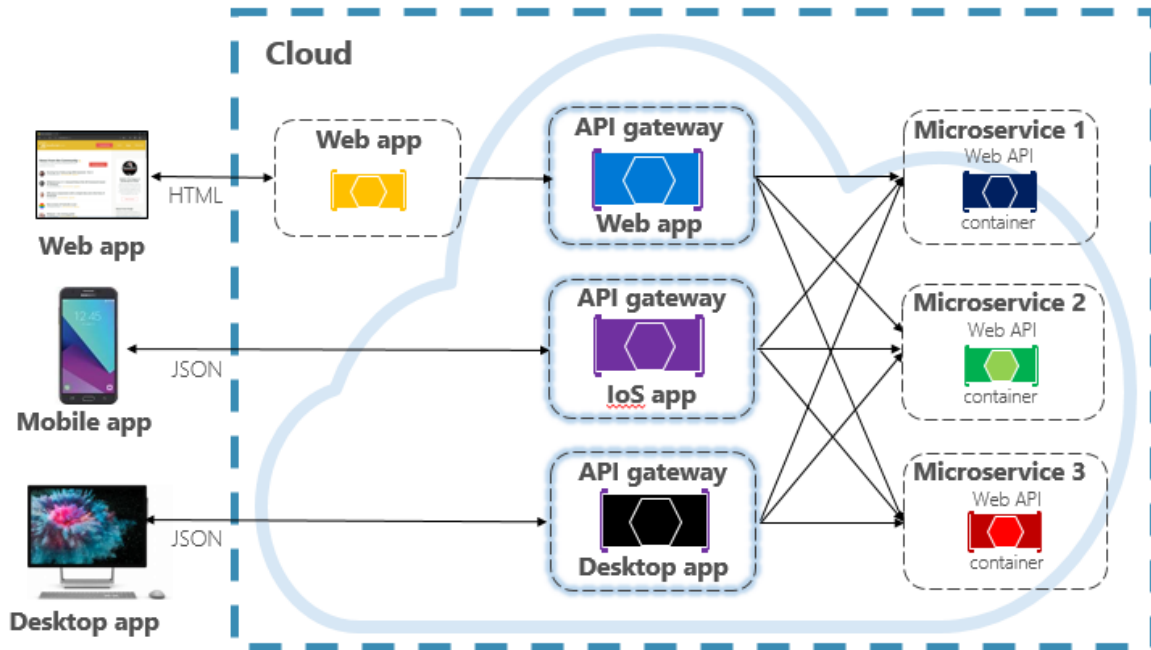 Cloud
Web app
API gateway
Web app
Microservice 1
Web API
container
HTML
Web app
API gateway
IoS app
Microservice 2
Web API
container
12:45
JSON
Mobile app
API gateway
Desktop app
Microservice 3
Web API
container
JSON
Desktop app